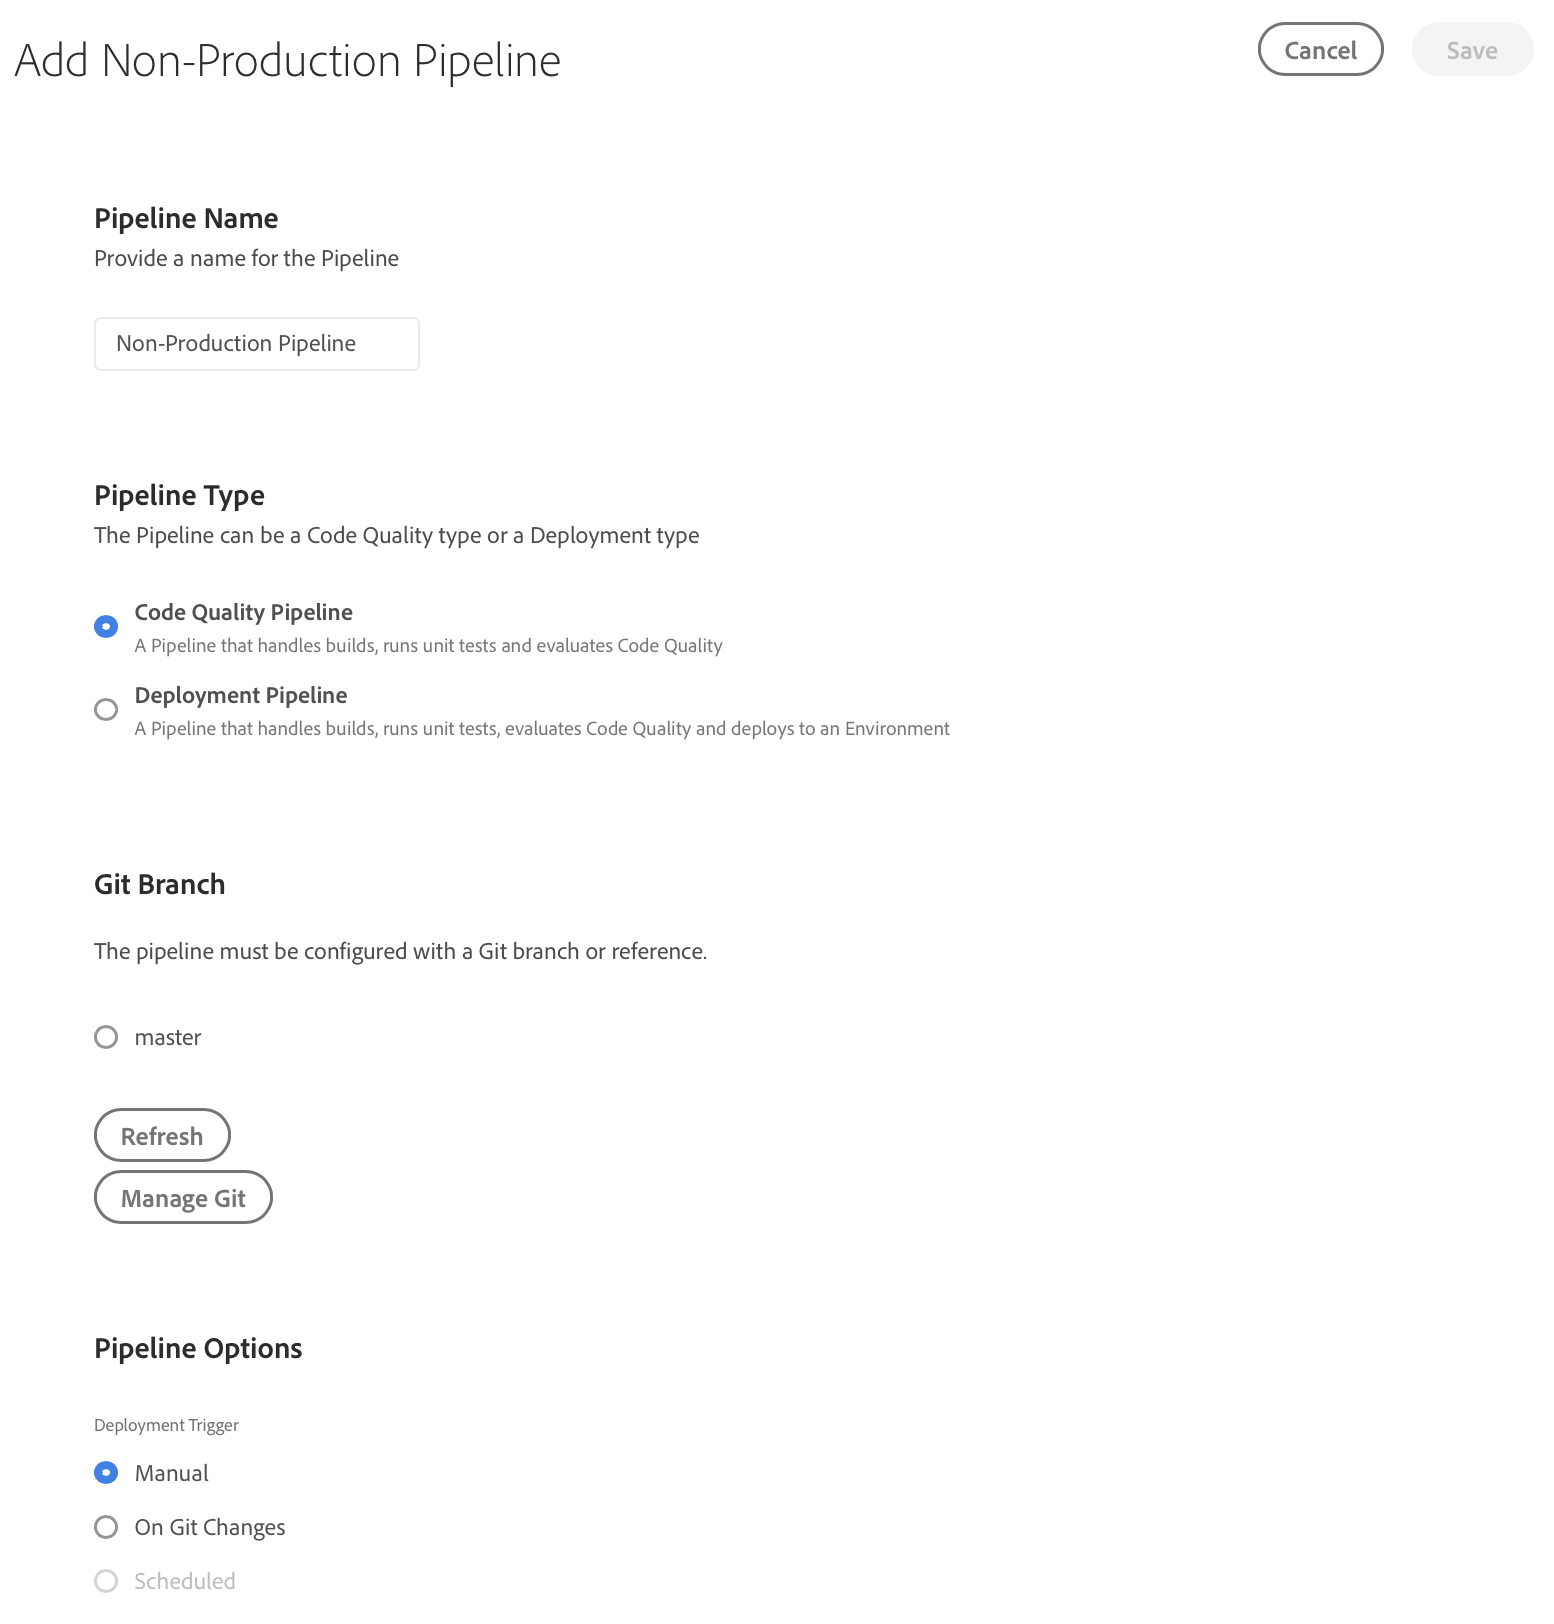 Add Non-Production Pipeline
Cancel
Save
Pipeline Name
Provide a name for the Pipeline
Non-Production Pipeline
Pipeline Type
The Pipeline can be a Code Quality type or a Deployment type
Code Quality Pipeline
A Pipeline that handles builds, runs unit tests and evaluates Code Quality
Deployment Pipeline
A Pipeline that handles builds, runs unit tests, evaluates Code Quality and deploys to an Environment
Git Branch
The pipeline must be configured with a Git branch or reference.
master
Refresh
Manage Git
Pipeline Options
Deployment Trigger
Manual
On Git Changes
Scheduled